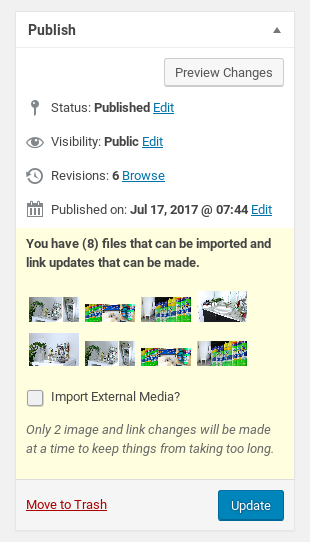 Publish
Preview Changes
Status: Published Edit
Visibility: Public Edit
Revisions: 6 Browse
Published on: Jul 17, 2017 @ 07:44 Edit
You have (8) files that can be imported and
link updates that can be made.
Import External Media?
Only 2 image and link changes will be made
at a time to keep things from taking too long.
Move to Trash Update